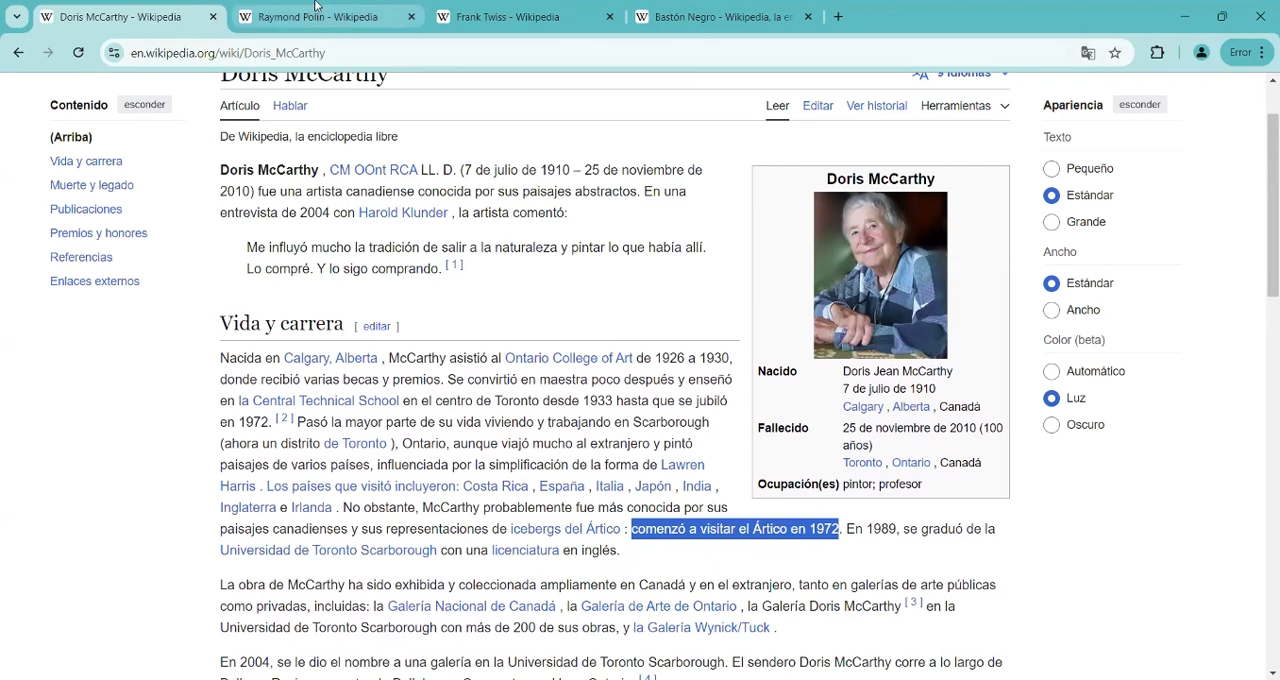 Doris McCarthy - Wikipedia
Raymond Polin - Wikipedia
Frank Twiss - Wikipedia
Bastón Negro - Wikipedia, la en
en.wikipedia.org/wiki/Doris_McCarthy
Error
Doris McCarthy
9 idiomas
Contenido esconder
(Arriba)
Vida y carrera
Muerte y legado
Publicaciones
Premios y honores
Referencias
Enlaces externos
Artículo Hablar Leer Editar Ver historial Herramientas
De Wikipedia, la enciclopedia libre
Doris McCarthy , CM OOnt RCA LL. D. (7 de julio de 1910 – 25 de noviembre de
2010) fue una artista canadiense conocida por sus paisajes abstractos. En una
entrevista de 2004 con Harold Klunder , la artista comentó:
Me influyó mucho la tradición de salir a la naturaleza y pintar lo que había allí.
Lo compré. Y lo sigo comprando. [ 1 ]
Vida y carrera [ editar ]
Nacida en Calgary, Alberta , McCarthy asistió al Ontario College of Art de 1926 a 1930,
donde recibió varias becas y premios. Se convirtió en maestra poco después y enseñó
en la Central Technical School en el centro de Toronto desde 1933 hasta que se jubiló
en 1972. [ 2 ] Pasó la mayor parte de su vida viviendo y trabajando en Scarborough
(ahora un distrito de Toronto ), Ontario, aunque viajó mucho al extranjero y pintó
paisajes de varios países, influenciada por la simplificación de la forma de Lawren
Harris . Los países que visitó incluyeron: Costa Rica , España , Italia , Japón , India ,
Inglaterra e Irlanda . No obstante, McCarthy probablemente fue más conocida por sus
paisajes canadienses y sus representaciones de icebergs del Ártico : comenzó a visitar el Ártico en 1972. En 1989, se graduó de la
Universidad de Toronto Scarborough con una licenciatura en inglés.
La obra de McCarthy ha sido exhibida y coleccionada ampliamente en Canadá y en el extranjero, tanto en galerías de arte públicas
como privadas, incluidas: la Galería Nacional de Canadá , la Galería de Arte de Ontario , la Galería Doris McCarthy [ 3 ] en la
Universidad de Toronto Scarborough con más de 200 de sus obras, y la Galería Wynick/Tuck .
En 2004, se le dio el nombre a una galería en la Universidad de Toronto Scarborough. El sendero Doris McCarthy corre a lo largo de
Doris McCarthy
Nacido Doris Jean McCarthy
7 de julio de 1910
Calgary , Alberta , Canadá
Fallecido 25 de noviembre de 2010 (100
años)
Toronto , Ontario , Canadá
Ocupación(es) pintor; profesor
Apariencia esconder
Texto
Pequeño
Estándar
Grande
Ancho
Estándar
Ancho
Color (beta)
Automático
Luz
Oscuro